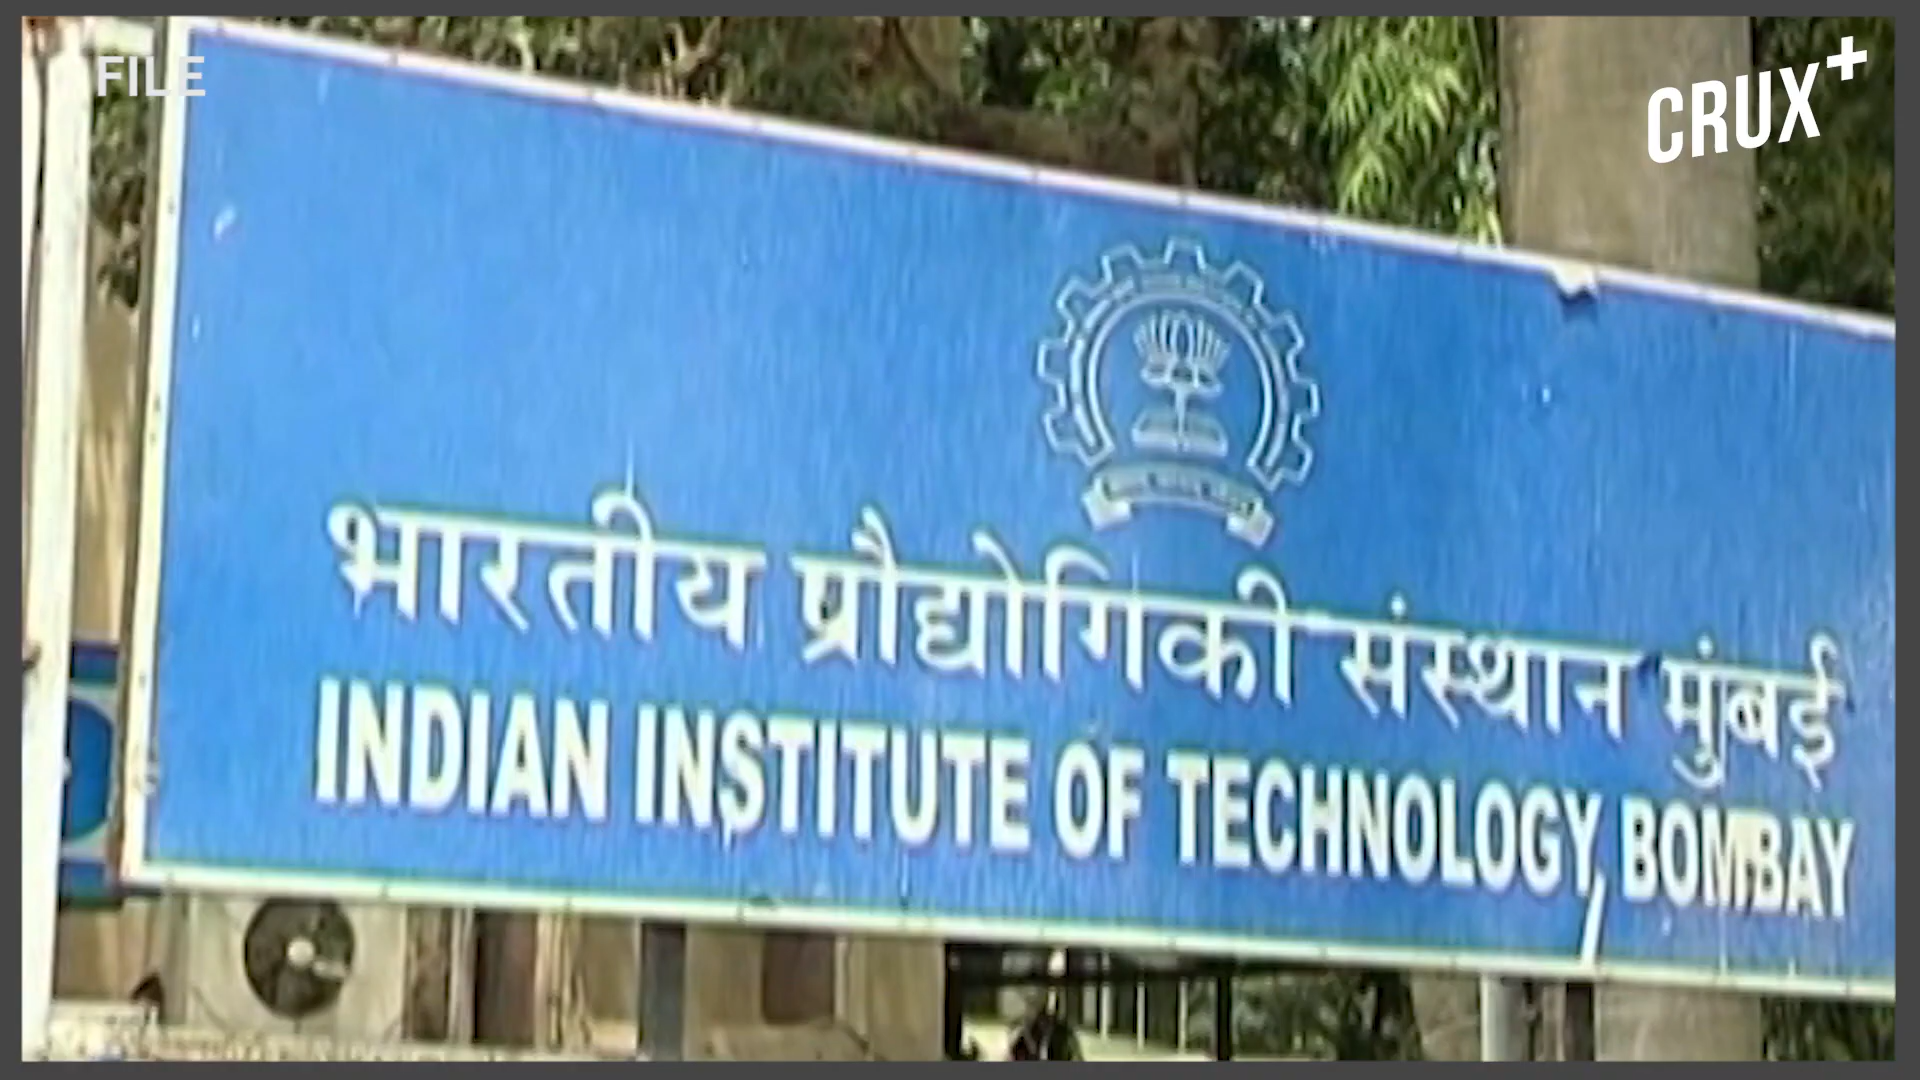 FILE
CRUX+
भारतीय प्रौद्योगिकी संस्थान मुंबई
INDIAN INSTITUTE OF TECHNOLOGY, BOMBAY